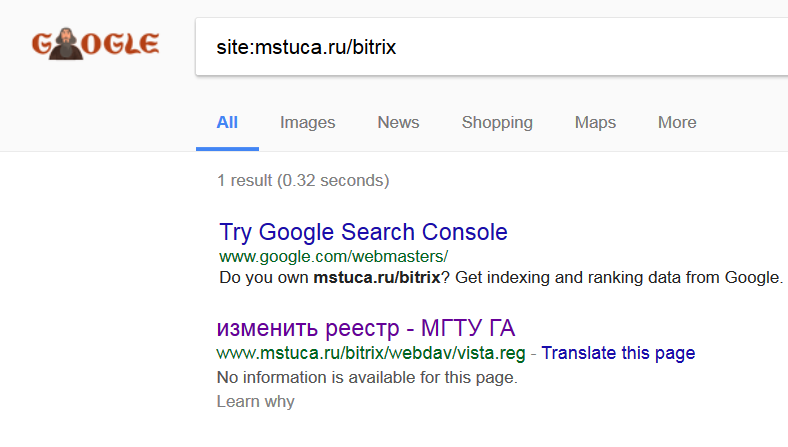 GOOGLE
site:mstuca.ru/bitrix
All Images News Shopping Maps More
1 result (0.32 seconds)
Try Google Search Console
www.google.com/webmasters/
Do you own mstuca.ru/bitrix? Get indexing and ranking data from Google.
изменить реестр - МГТУ ГА
www.mstuca.ru/bitrix/webdav/vista.reg - Translate this page
No information is available for this page.
Learn why